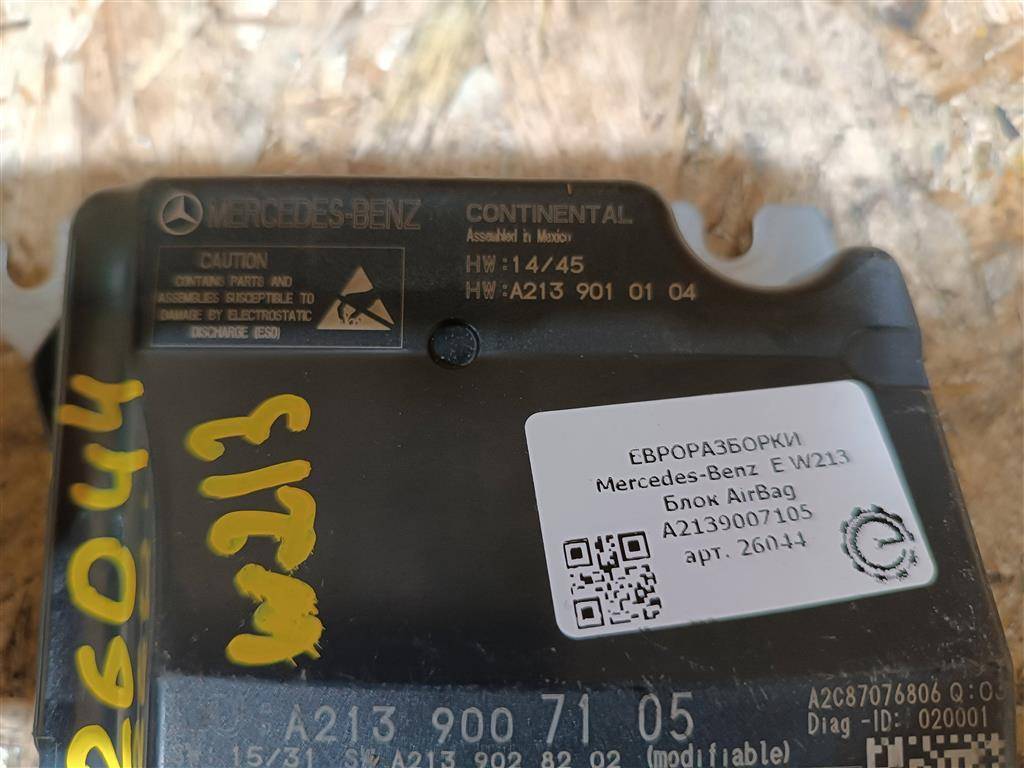 MERCEDES-BENZ
CONTINENTAL
Assembled in Mexico
HW:14/45
HW:A213 901 01 04
CAUTION
CONTAINS PARTS AND
ASSEMBLIES SUSCEPTIBLE TO
DAMAGE BY ELECTROSTATIC
DISCHARGE (ESD)
26044
W213
ЕВРОРАЗБОРКИ
Mercedes-Benz E W213
Блок AirBag
A2139007105
арт. 26044
A213 900 71 05
A2C87076806 Q:03
Diag -ID: 020001
15/31 SW A213 902 82 02 (modifiable)